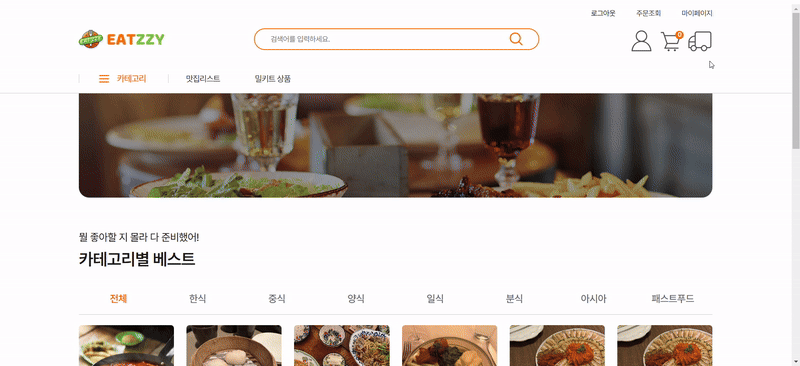 로그아웃 주문조회 마이페이지
EATZZY
검색어를 입력하세요.
0
카테고리 맛집리스트 밀키트 상품
뭘 좋아할 지 몰라 다 준비했어!
카테고리별 베스트
전체 한식 중식 양식 일식 분식 아시아 패스트푸드